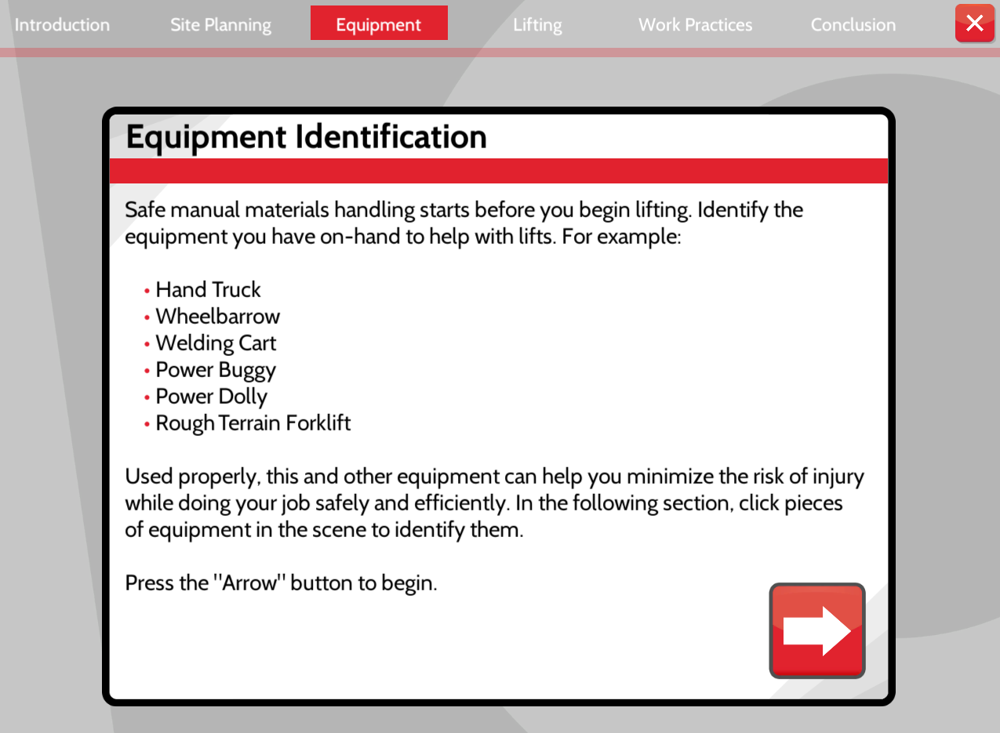 Introduction
Site Planning
Equipment
Lifting
Work Practices
Conclusion
Equipment Identification
Safe manual materials handling starts before you begin lifting. Identify the
equipment you have on-hand to help with lifts. For example:
• Hand Truck
• Wheelbarrow
• Welding Cart
• Power Buggy
• Power Dolly
• Rough Terrain Forklift
Used properly, this and other equipment can help you minimize the risk of injury
while doing your job safely and efficiently. In the following section, click pieces
of equipment in the scene to identify them.
Press the "Arrow" button to begin.